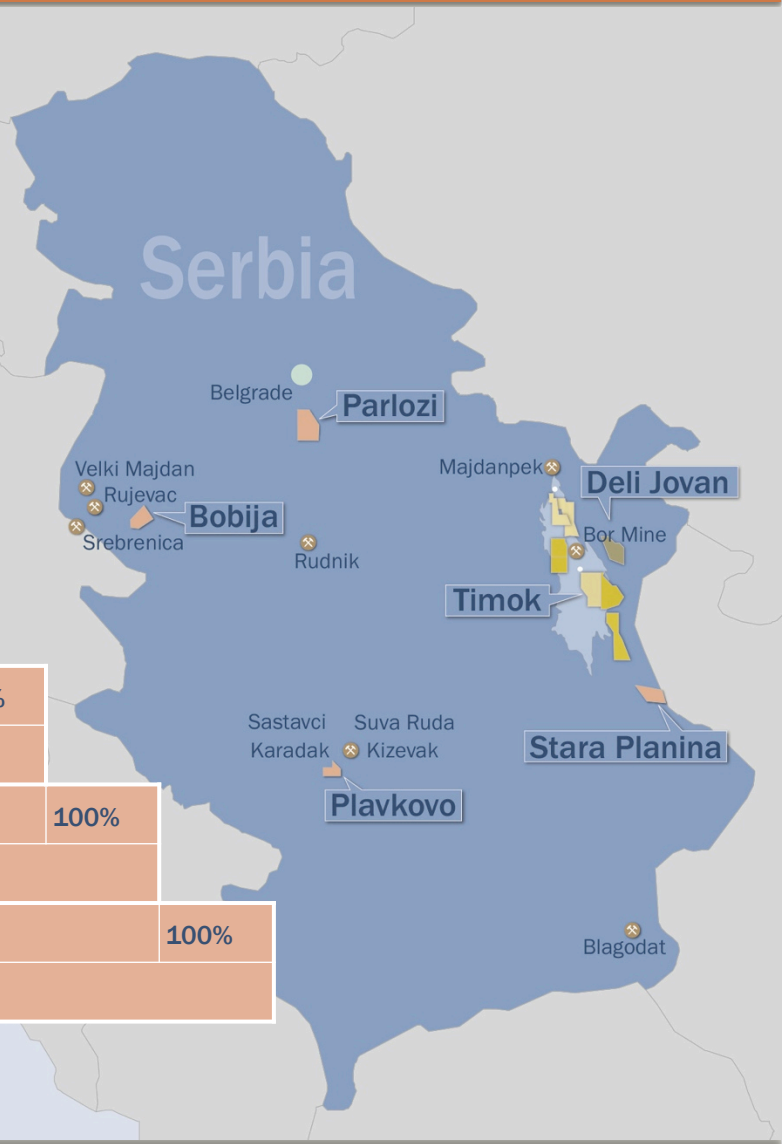 Serbia
Belgrade
Parlozi
Velki Majdan
Rujevac
Srebrenica
Bobija
Rudnik
Majdanpek
Deli Jovan
Bor Mine
Timok
Stara Planina
Sastavci Suva Ruda
Karadak Kizevak
Plavkovo
%
100%
100%
Blagodat